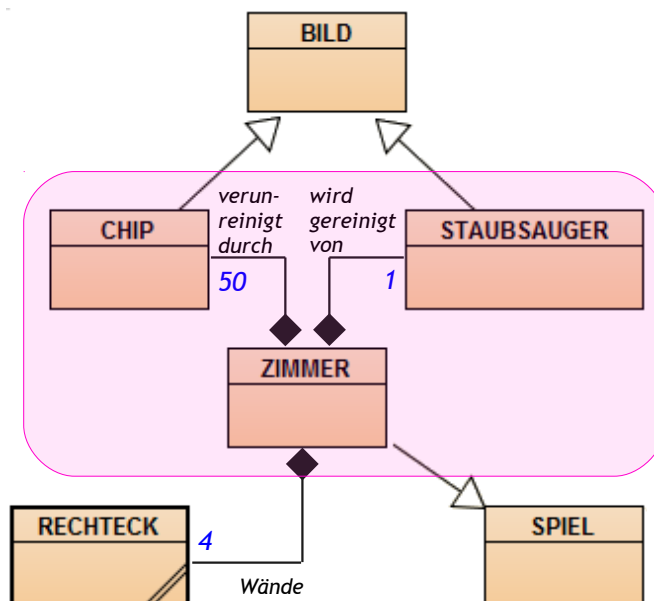 BILD
verun-
reinigt
durch
wird
gereinigt
von
CHIP
STAUBSAUGER
50
1
ZIMMER
RECHTECK
4
SPIEL
Wände